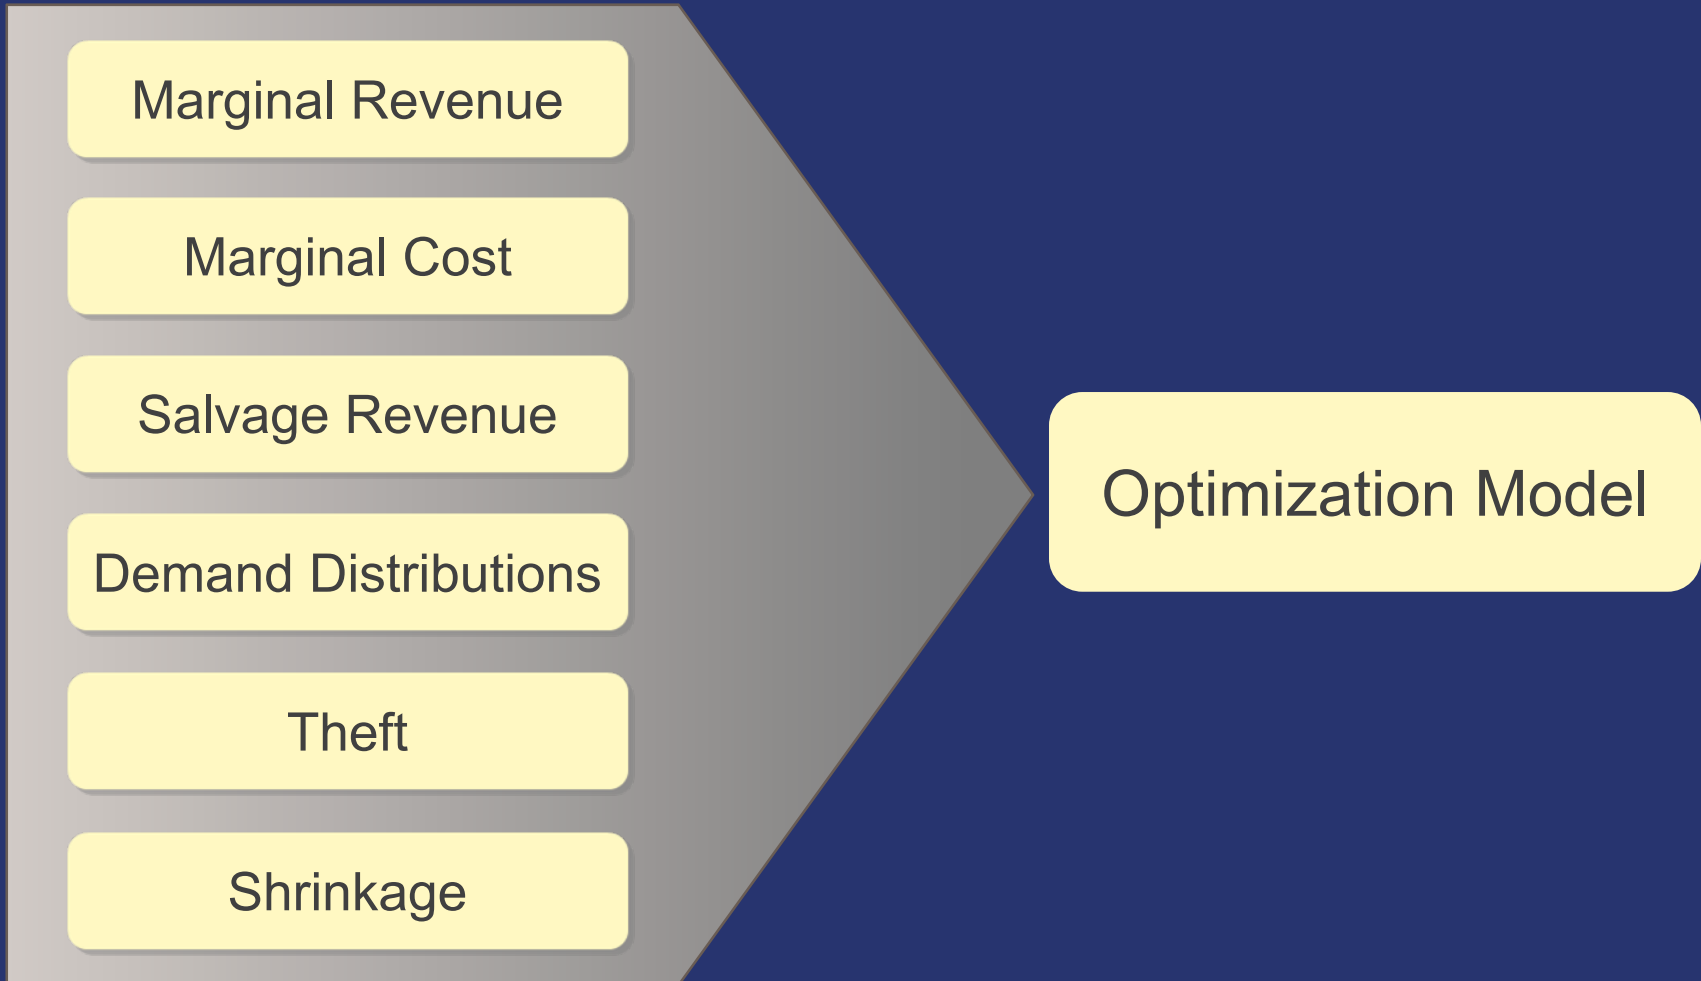 Marginal Revenue
Marginal Cost
Salvage Revenue
Demand Distributions
Theft
Shrinkage
Optimization Model